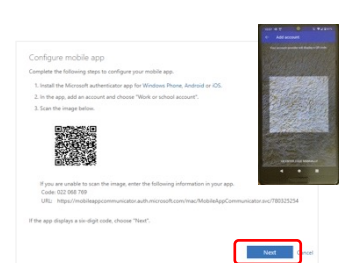 Configure mobile app
Complete the following steps to configure your mobile app.
1. Install the Microsoft authenticator app for Windows Phone, Android or iOS.
2. In the app, add an account and choose "Work or school account".
3. Scan the image below.
If you are unable to scan the image, enter the following information in your app.
Code: 022 068 769
URL: https://mobileappcommunicator.auth.microsoft.com/mac/MobileAppCommunicator.svc/780325254
If the app displays a six-digit code, choose "Next".
Next Cancel
Add account